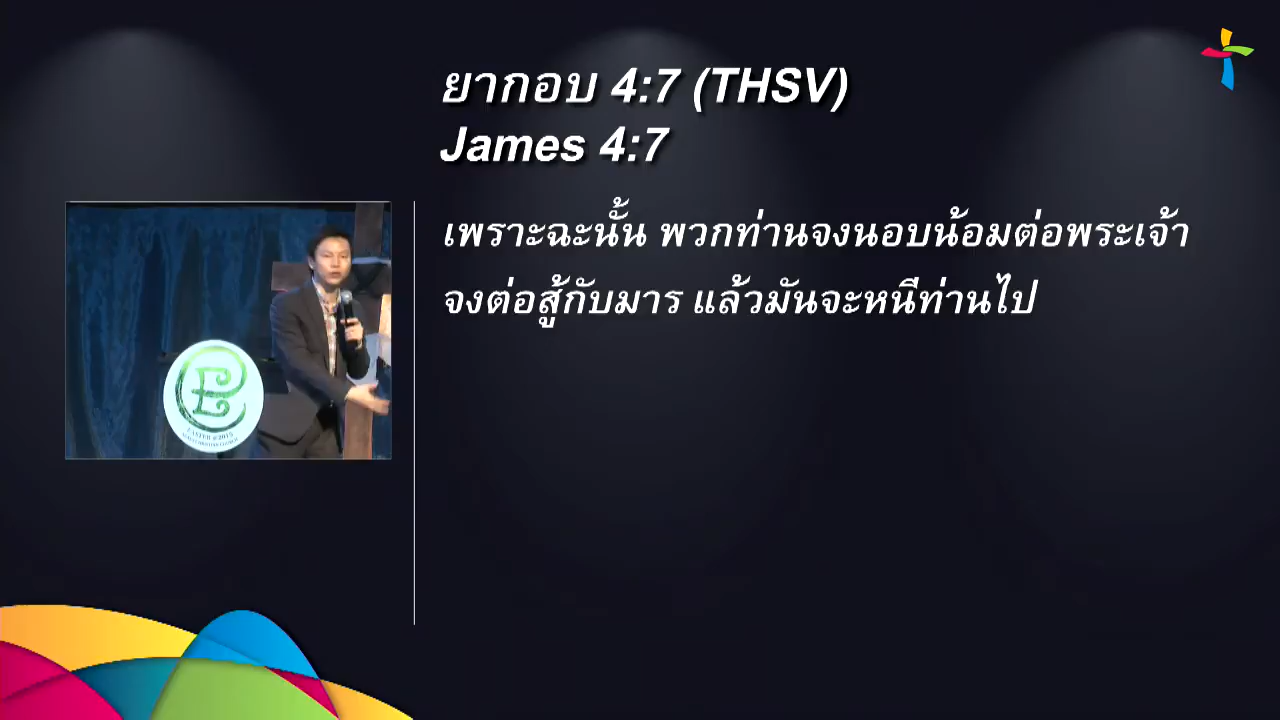 ยากอบ 4:7 (THSV)
James 4:7
เพราะฉะนั้น พวกท่านจงนอบน้อมต่อพระเจ้า
จงต่อสู้กับมาร แล้วมันจะหนีท่านไป
EASTER @2015